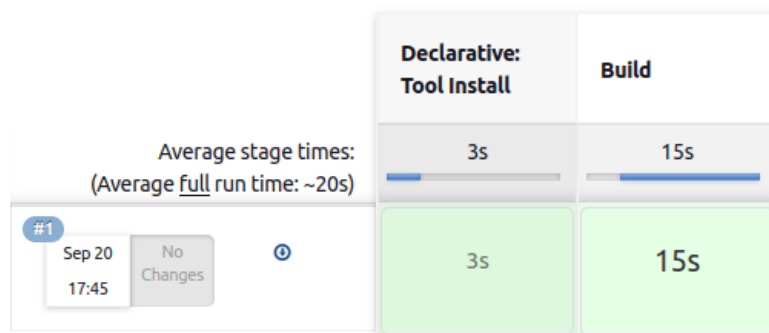 Declarative:
Tool Install
Build
Average stage times:
(Average full run time: ~20s)
3s
15s
#1
Sep 20
17:45
No
Changes
3s
15s